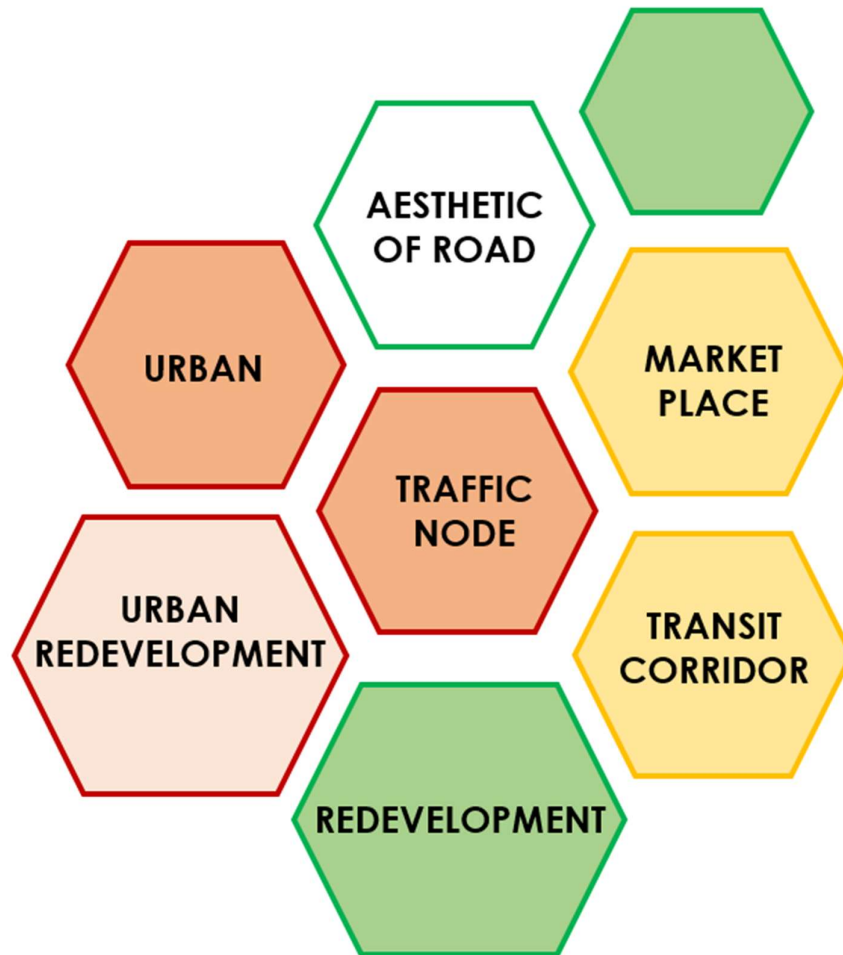 AESTHETIC
OF ROAD
URBAN
MARKET
PLACE
TRAFFIC
NODE
URBAN
REDEVELOPMENT
TRANSIT
CORRIDOR
REDEVELOPMENT